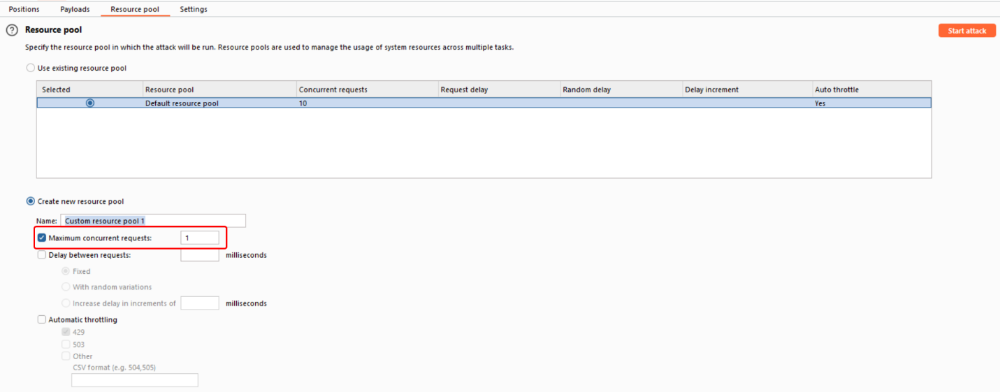 Positions Payloads Resource pool Settings
? Resource pool
Start attack
Specify the resource pool in which the attack will be run. Resource pools are used to manage the usage of system resources across multiple tasks.
Use existing resource pool
Selected Resource pool Concurrent requests Request delay Random delay Delay increment Auto throttle
Default resource pool 10 Yes
Create new resource pool
Name: Custom resource pool 1
Maximum concurrent requests: 1
Delay between requests: milliseconds
Fixed
With random variations
Increase delay in increments of milliseconds
Automatic throttling
429
503
Other
CSV format (e.g. 504,505)